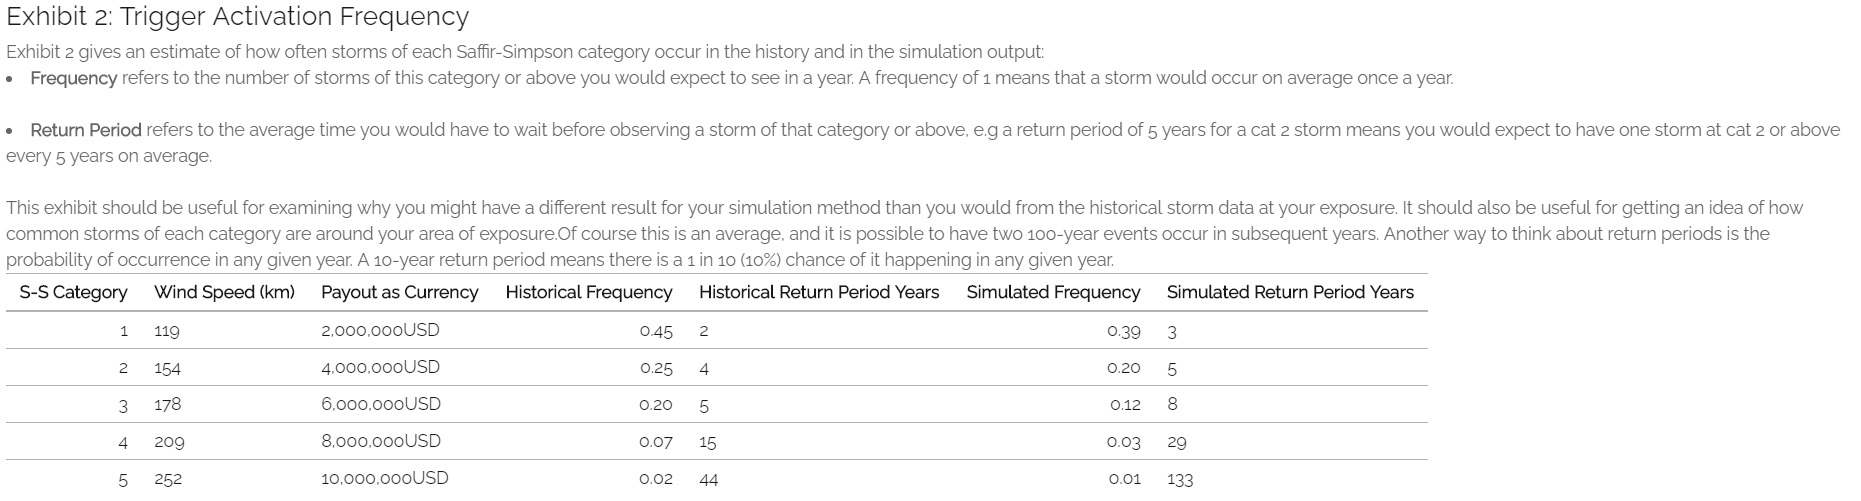 Exhibit 2: Trigger Activation Frequency
Exhibit 2 gives an estimate of how often storms of each Saffir-Simpson category occur in the history and in the simulation output:
• Frequency refers to the number of storms of this category or above you would expect to see in a year. A frequency of 1 means that a storm would occur on average once a year.
• Return Period refers to the average time you would have to wait before observing a storm of that category or above, e.g a return period of 5 years for a cat 2 storm means you would expect to have one storm at cat 2 or above
every 5 years on average.
This exhibit should be useful for examining why you might have a different result for your simulation method than you would from the historical storm data at your exposure. It should also be useful for getting an idea of how
common storms of each category are around your area of exposure.Of course this is an average, and it is possible to have two 100-year events occur in subsequent years. Another way to think about return periods is the
probability of occurrence in any given year. A 10-year return period means there is a 1 in 10 (10%) chance of it happening in any given year.
S-S Category Wind Speed (km) Payout as Currency Historical Frequency Historical Return Period Years Simulated Frequency Simulated Return Period Years
1 119 2,000,000USD 0.45 2 0.39 3
2 154 4,000,000USD 0.25 4 0.20 5
3 178 6,000,000USD 0.20 5 0.12 8
4 209 8,000,000USD 0.07 15 0.03 29
5 252 10,000,000USD 0.02 44 0.01 133